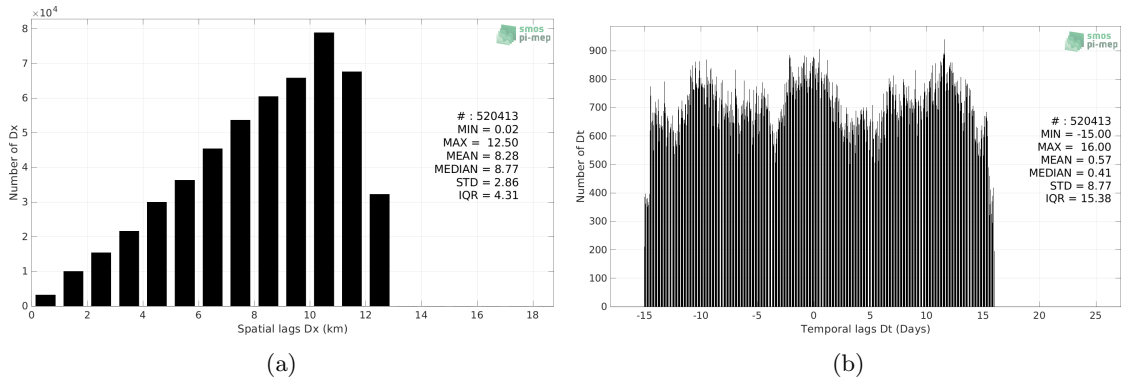 ×10⁴
8
7
6
5
4
3
2
1
0
Number of Dx
0 2 4 6 8 10 12 14 16 18
Spatial lags Dx (km)
smos
pi-mep
# : 520413
MIN = 0.02
MAX = 12.50
MEAN = 8.28
MEDIAN = 8.77
STD = 2.86
IQR = 4.31
(a)
900
800
700
600
500
400
300
200
100
0
Number of Dt
-15 -10 -5 0 5 10 15 20 25
Temporal lags Dt (Days)
smos
pi-mep
# : 520413
MIN = -15.00
MAX = 16.00
MEAN = 0.57
MEDIAN = 0.41
STD = 8.77
IQR = 15.38
(b)